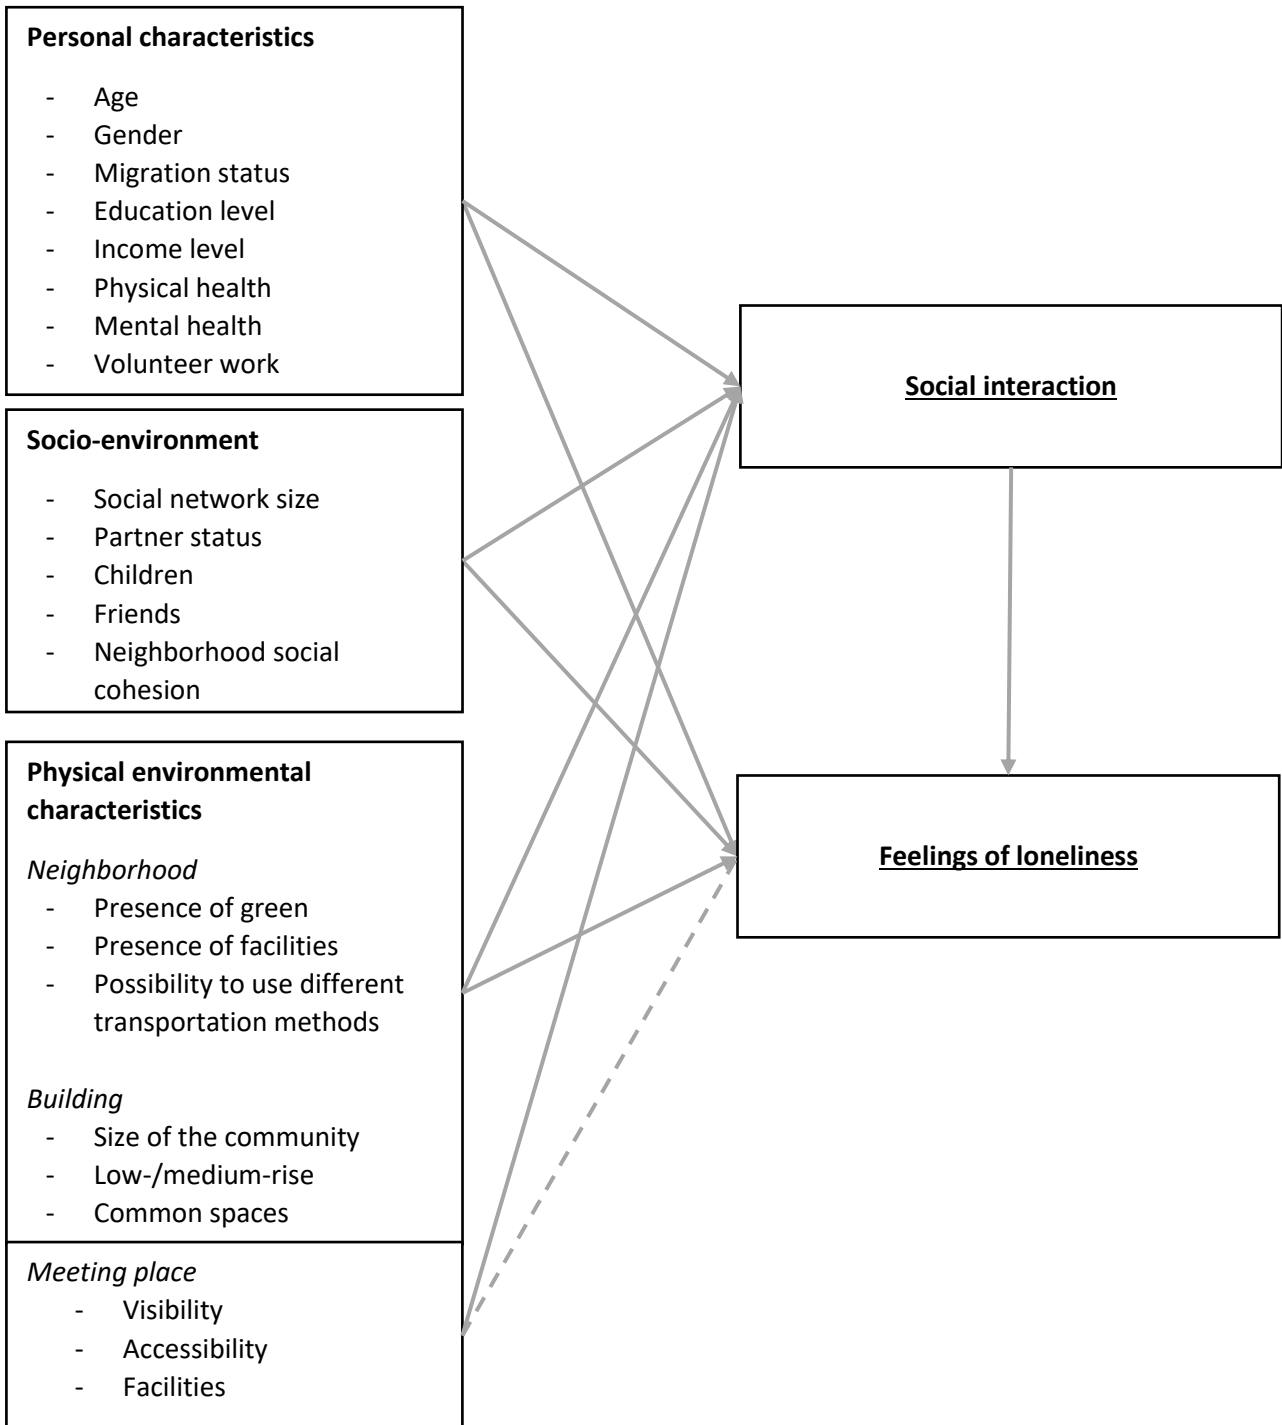 Personal characteristics
- Age
- Gender
- Migration status
- Education level
- Income level
- Physical health
- Mental health
- Volunteer work
Socio-environment
- Social network size
- Partner status
- Children
- Friends
- Neighborhood social
cohesion
Physical environmental
characteristics
Neighborhood
- Presence of green
- Presence of facilities
- Possibility to use different
transportation methods
Building
- Size of the community
- Low-/medium-rise
- Common spaces
Meeting place
- Visibility
- Accessibility
- Facilities
Social interaction
Feelings of loneliness